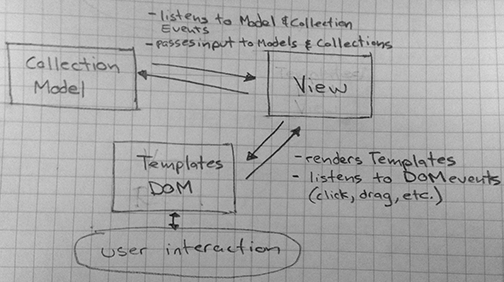 - listens to Model & Collection
Events
- passes input to Models & Collections
Collection
Model
View
Templates
DOM
- renders Templates
- listens to DOM events
(click, drag, etc.)
user interaction